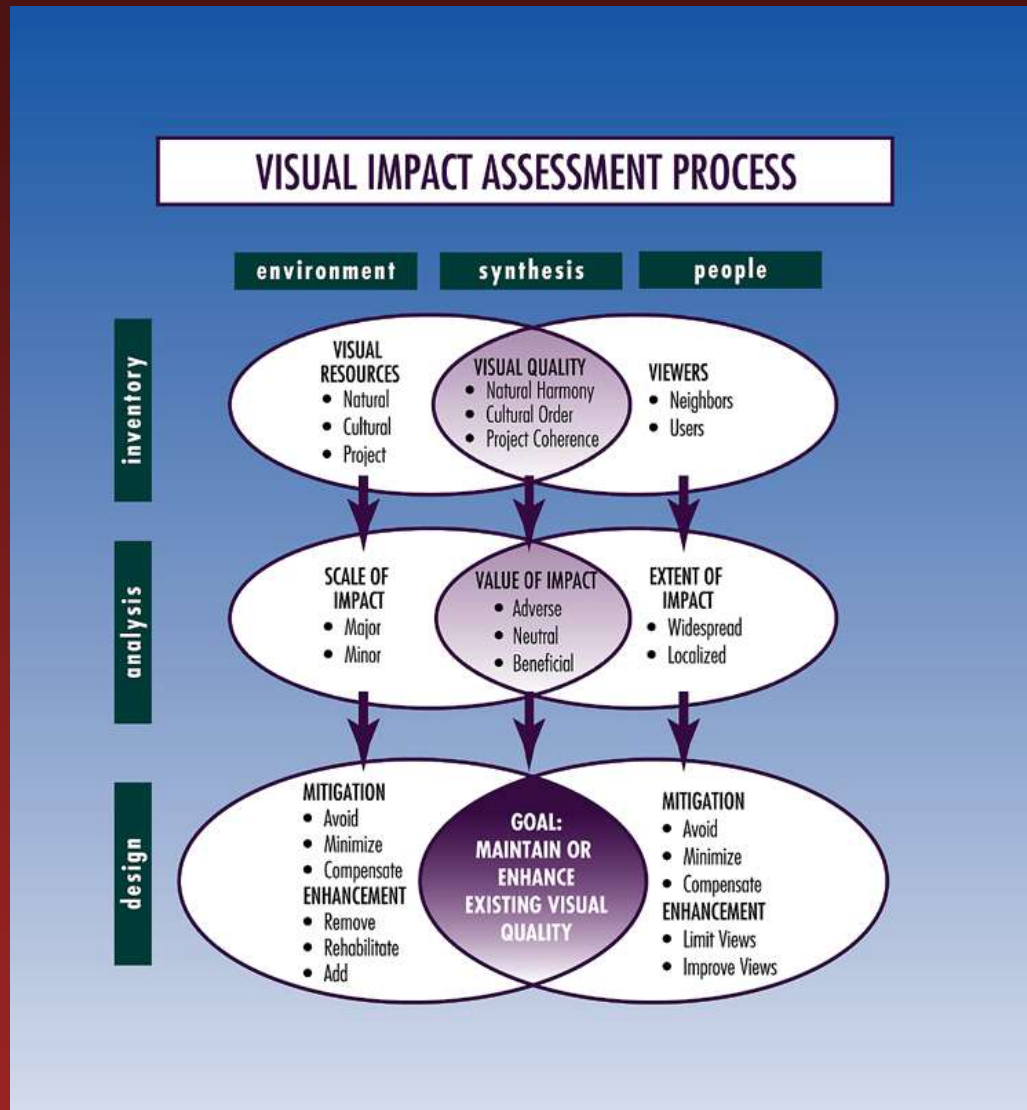 VISUAL IMPACT ASSESSMENT PROCESS
environment
synthesis
people
inventory
VISUAL
RESOURCES
• Natural
• Cultural
• Project
VISUAL QUALITY
• Natural Harmony
• Cultural Order
• Project Coherence
VIEWERS
• Neighbors
• Users
analysis
SCALE OF
IMPACT
• Major
• Minor
VALUE OF IMPACT
• Adverse
• Neutral
• Beneficial
EXTENT OF
IMPACT
• Widespread
• Localized
design
MITIGATION
• Avoid
• Minimize
• Compensate
ENHANCEMENT
• Remove
• Rehabilitate
• Add
GOAL:
MAINTAIN OR
ENHANCE
EXISTING VISUAL
QUALITY
MITIGATION
• Avoid
• Minimize
• Compensate
ENHANCEMENT
• Limit Views
• Improve Views